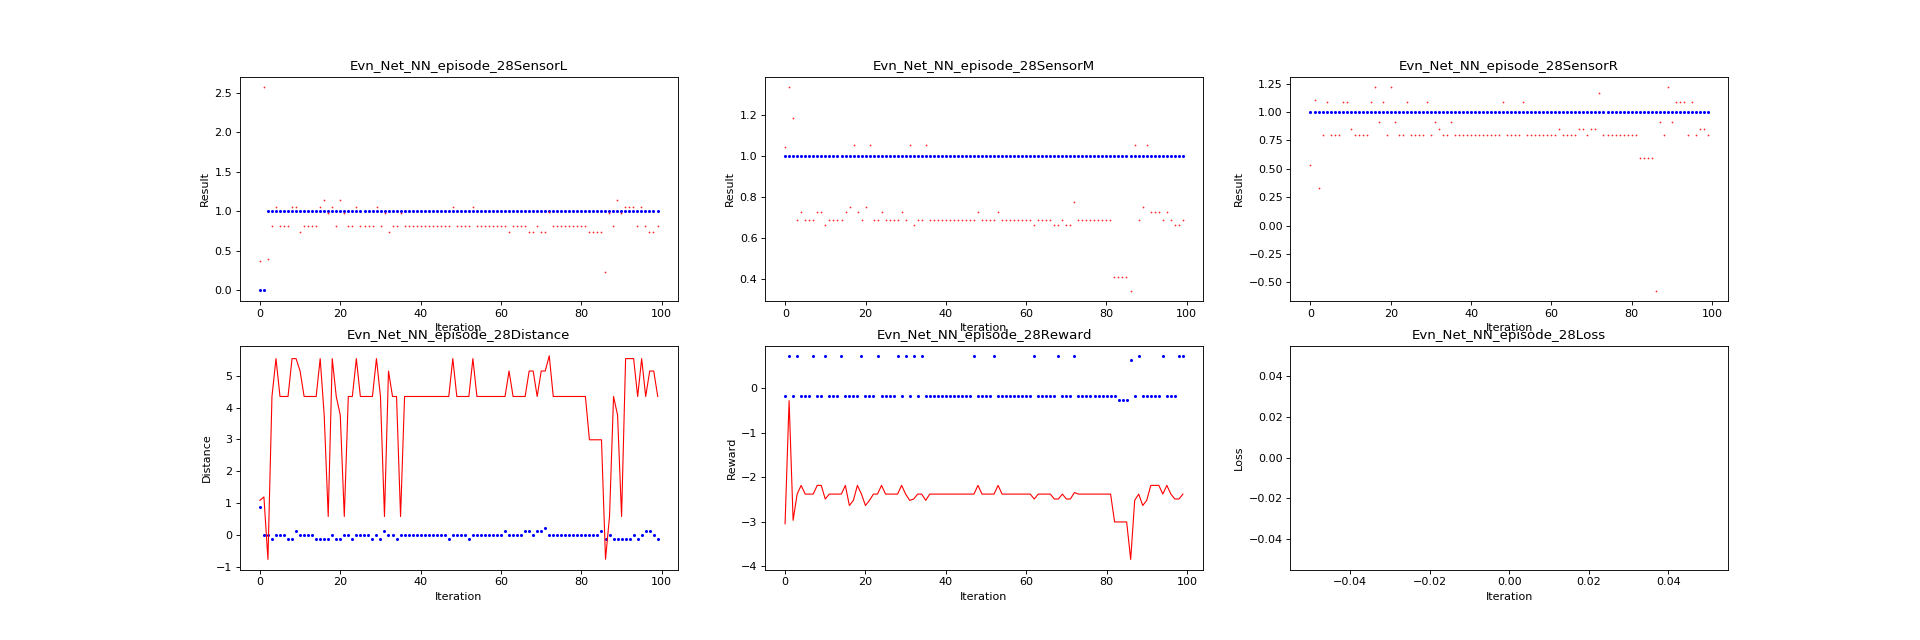 Evn_Net_NN_episode_28SensorL
Result
2.5
2.0
1.5
1.0
0.5
0.0
0 20 40 60 80 100
Iteration
Evn_Net_NN_episode_28SensorM
Result
1.2
1.0
0.8
0.6
0.4
0 20 40 60 80 100
Iteration
Evn_Net_NN_episode_28SensorR
Result
1.25
1.00
0.75
0.50
0.25
0.00
−0.25
−0.50
0 20 40 60 80 100
Iteration
Evn_Net_NN_episode_28Distance
Distance
5
4
3
2
1
0
−1
0 20 40 60 80 100
Iteration
Evn_Net_NN_episode_28Reward
Reward
0
−1
−2
−3
−4
0 20 40 60 80 100
Iteration
Evn_Net_NN_episode_28Loss
Loss
0.04
0.02
0.00
−0.02
−0.04
−0.04 −0.02 0.00 0.02 0.04
Iteration